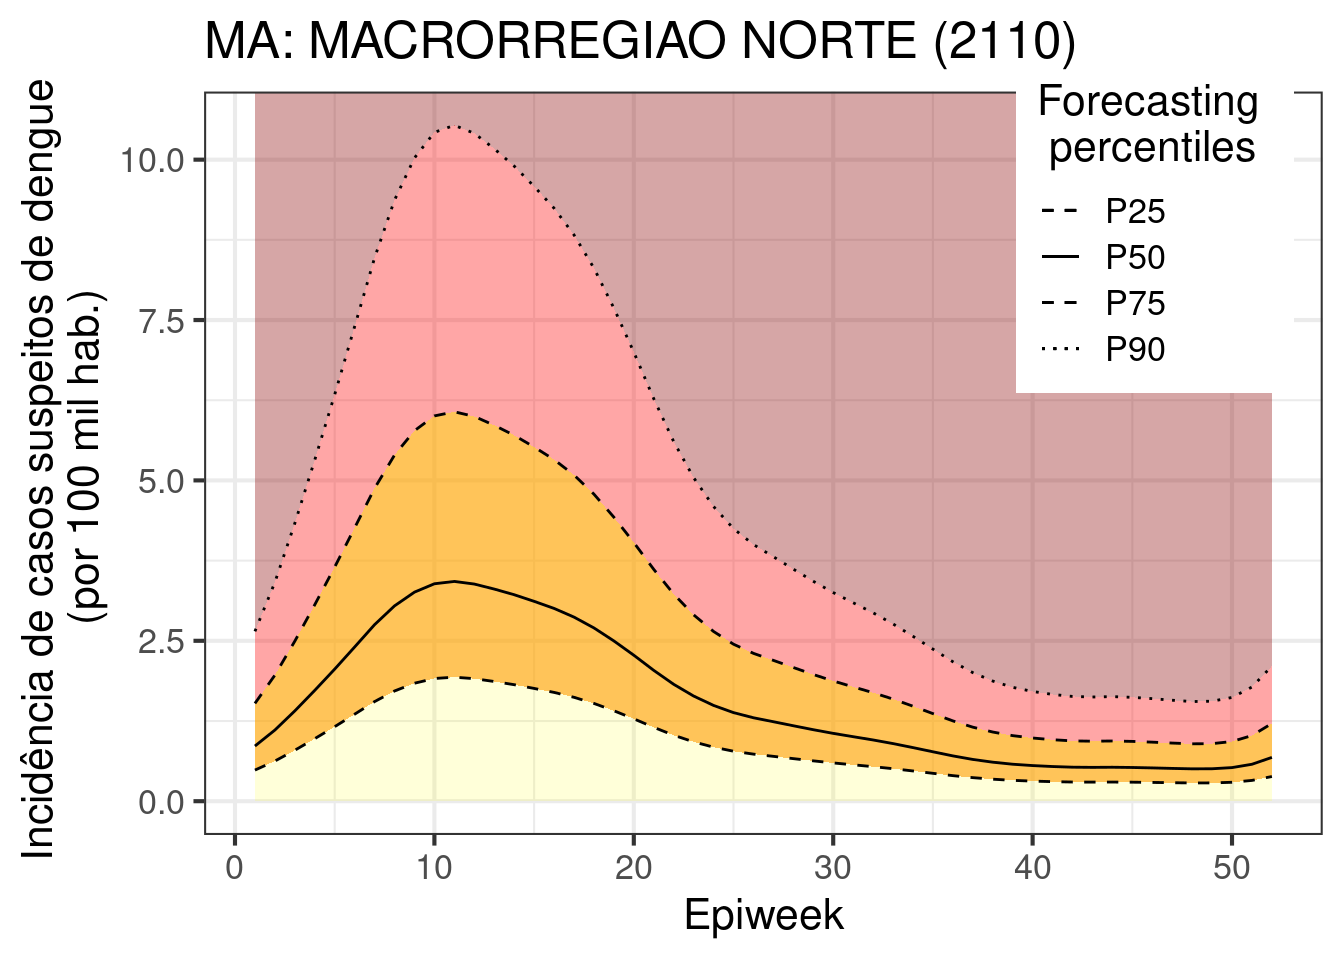 MA: MACRORREGIAO NORTE (2110)
Incidência de casos suspeitos de dengue
(por 100 mil hab.)
10.0
7.5
5.0
2.5
0.0
Forecasting
percentiles
P25
P50
P75
P90
0 10 20 30 40 50
Epiweek